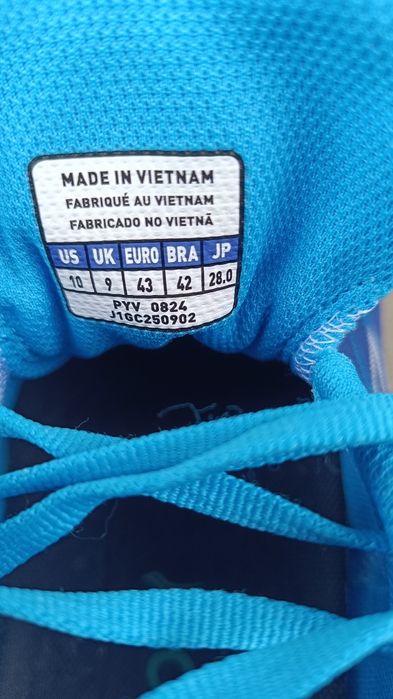 MADE IN VIETNAM
FABRIQUÉ AU VIETNAM
FABRICADO NO VIETNÃ
US UK EURO BRA JP
10 9 43 42 28.0
PYV 0824
J1GC250902